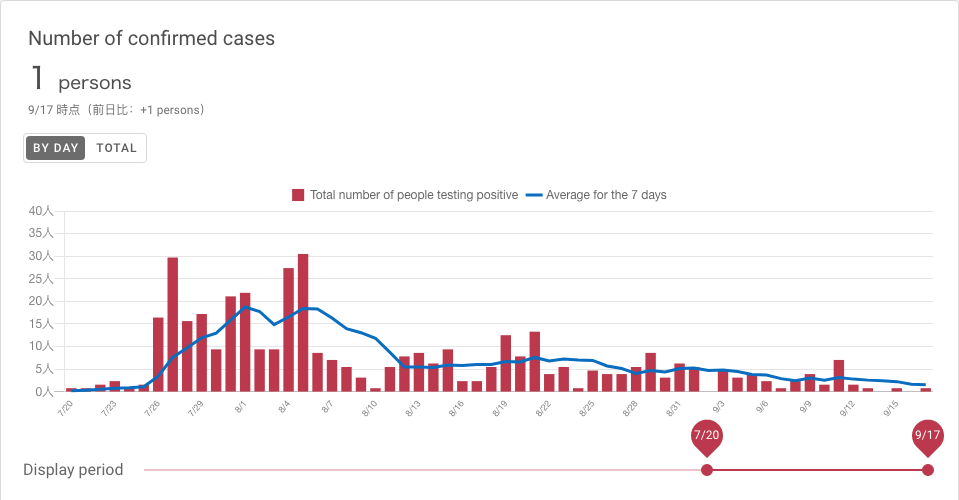 Number of confirmed cases
1 persons
9/17 時点（前日比：+1 persons）
BY DAY TOTAL
Total number of people testing positive Average for the 7 days
40人
35人
30人
25人
20人
15人
10人
5人
0人
7/20 7/23 7/26 7/29 8/1 8/4 8/7 8/10 8/13 8/16 8/19 8/22 8/25 8/28 8/31 9/3 9/6 9/9 9/12 9/15
7/20 9/17
Display period